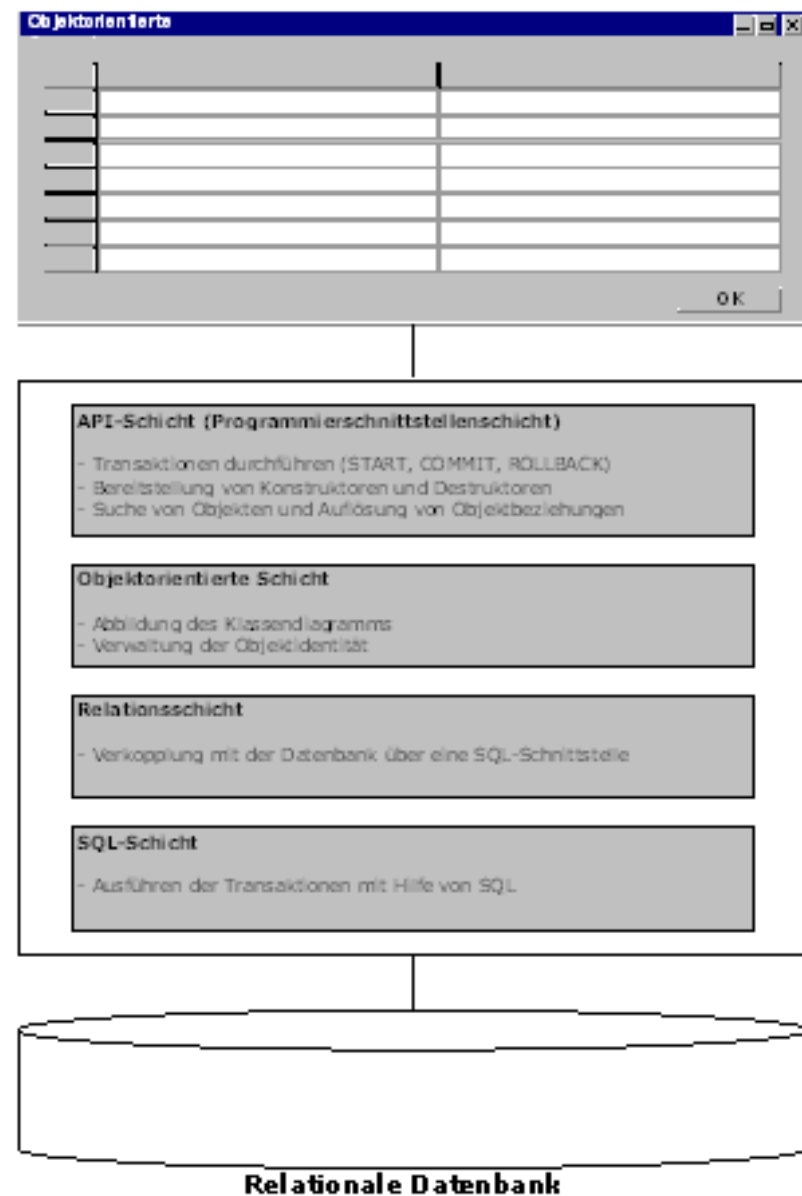 Objektorientierte
OK
API-Schicht (Programmierschnittstellenschicht)
- Transaktionen durchführen (START, COMMIT, ROLLBACK)
- Bereitstellung von Konstruktoren und Destruktoren
- Suche von Objekten und Auflösung von Objektbeziehungen
Objektorientierte Schicht
- Abbildung des Klassendiagramms
- Verwaltung der Objektidentität
Relationsschicht
- Verkopplung mit der Datenbank über eine SQL-Schnittstelle
SQL-Schicht
- Ausführen der Transaktionen mit Hilfe von SQL
Relationale Datenbank